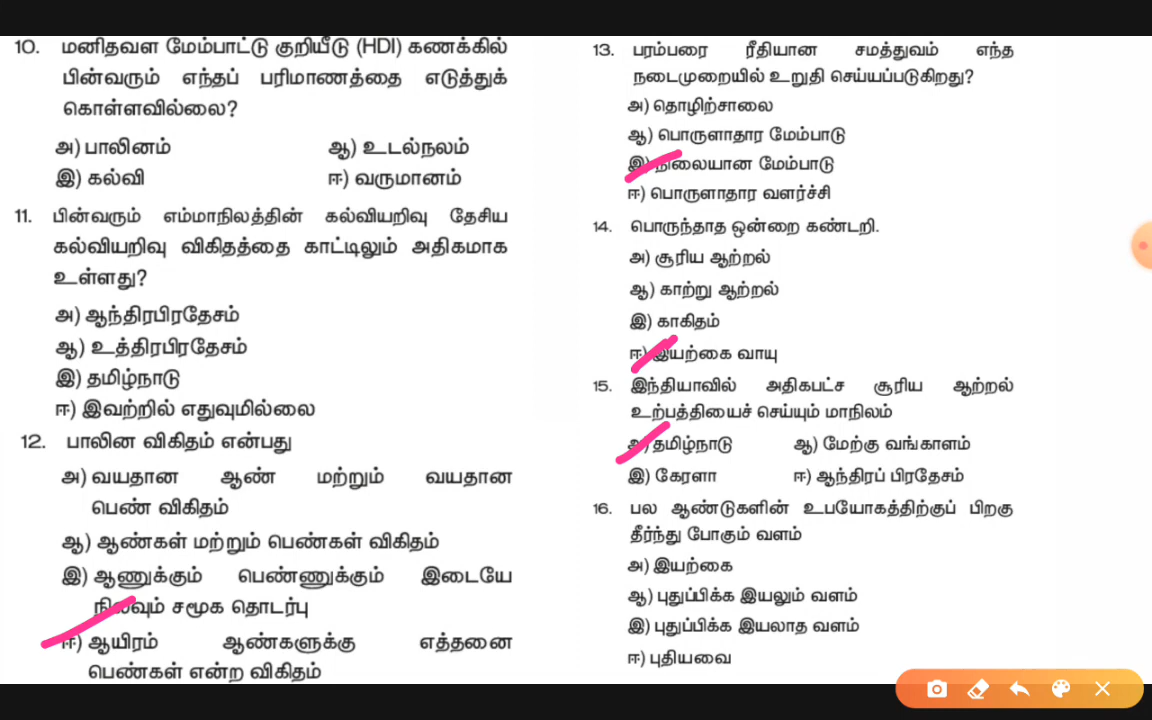 10. மனிதவள மேம்பாட்டு குறியீடு (HDI) கணக்கில்
பின்வரும் எந்தப் பரிமாணத்தை எடுத்துக்
கொள்ளவில்லை?
அ) பாலினம் ஆ) உடல்நலம்
இ) கல்வி ஈ) வருமானம்
11. பின்வரும் எம்மாநிலத்தின் கல்வியறிவு தேசிய
கல்வியறிவு விகிதத்தை காட்டிலும் அதிகமாக
உள்ளது?
அ) ஆந்திரபிரதேசம்
ஆ) உத்திரபிரதேசம்
இ) தமிழ்நாடு
ஈ) இவற்றில் எதுவுமில்லை
12. பாலின விகிதம் என்பது
அ) வயதான ஆண் மற்றும் வயதான
பெண் விகிதம்
ஆ) ஆண்கள் மற்றும் பெண்கள் விகிதம்
இ) ஆணுக்கும் பெண்ணுக்கும் இடையே
நிலவும் சமூக தொடர்பு
ஈ) ஆயிரம் ஆண்களுக்கு எத்தனை
பெண்கள் என்ற விகிதம்
13. பரம்பரை ரீதியான சமத்துவம் எந்த
நடைமுறையில் உறுதி செய்யப்படுகிறது?
அ) தொழிற்சாலை
ஆ) பொருளாதார மேம்பாடு
இ) நிலையான மேம்பாடு
ஈ) பொருளாதார வளர்ச்சி
14. பொருந்தாத ஒன்றை கண்டறி.
அ) சூரிய ஆற்றல்
ஆ) காற்று ஆற்றல்
இ) காகிதம்
ஈ) இயற்கை வாயு
15. இந்தியாவில் அதிகபட்ச சூரிய ஆற்றல்
உற்பத்தியைச் செய்யும் மாநிலம்
அ) தமிழ்நாடு ஆ) மேற்கு வங்காளம்
இ) கேரளா ஈ) ஆந்திரப் பிரதேசம்
16. பல ஆண்டுகளின் உபயோகத்திற்குப் பிறகு
தீர்ந்து போகும் வளம்
அ) இயற்கை
ஆ) புதுப்பிக்க இயலும் வளம்
இ) புதுப்பிக்க இயலாத வளம்
ஈ) புதியவை